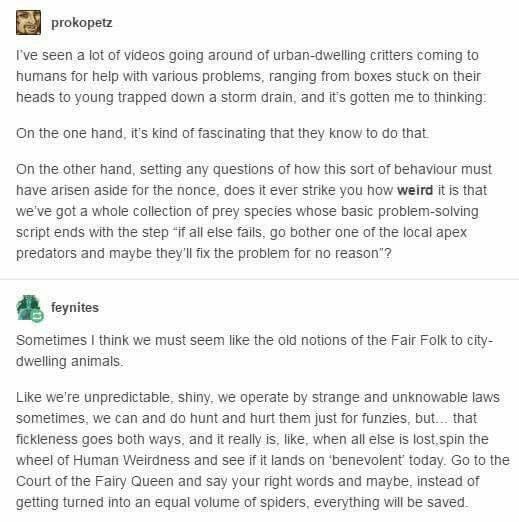 prokopetz
I've seen a lot of videos going around of urban-dwelling critters coming to
humans for help with various problems, ranging from boxes stuck on their
heads to young trapped down a storm drain, and it's gotten me to thinking:
On the one hand, it's kind of fascinating that they know to do that.
On the other hand, setting any questions of how this sort of behaviour must
have arisen aside for the nonce, does it ever strike you how weird it is that
we've got a whole collection of prey species whose basic problem-solving
script ends with the step “if all else fails, go bother one of the local apex
predators and maybe they'll fix the problem for no reason”?
feynites
Sometimes I think we must seem like the old notions of the Fair Folk to city-
dwelling animals.
Like we're unpredictable, shiny, we operate by strange and unknowable laws
sometimes, we can and do hunt and hurt them just for funzies, but… that
fickleness goes both ways, and it really is, like, when all else is lost,spin the
wheel of Human Weirdness and see if it lands on ‘benevolent’ today. Go to the
Court of the Fairy Queen and say your right words and maybe, instead of
getting turned into an equal volume of spiders, everything will be saved.